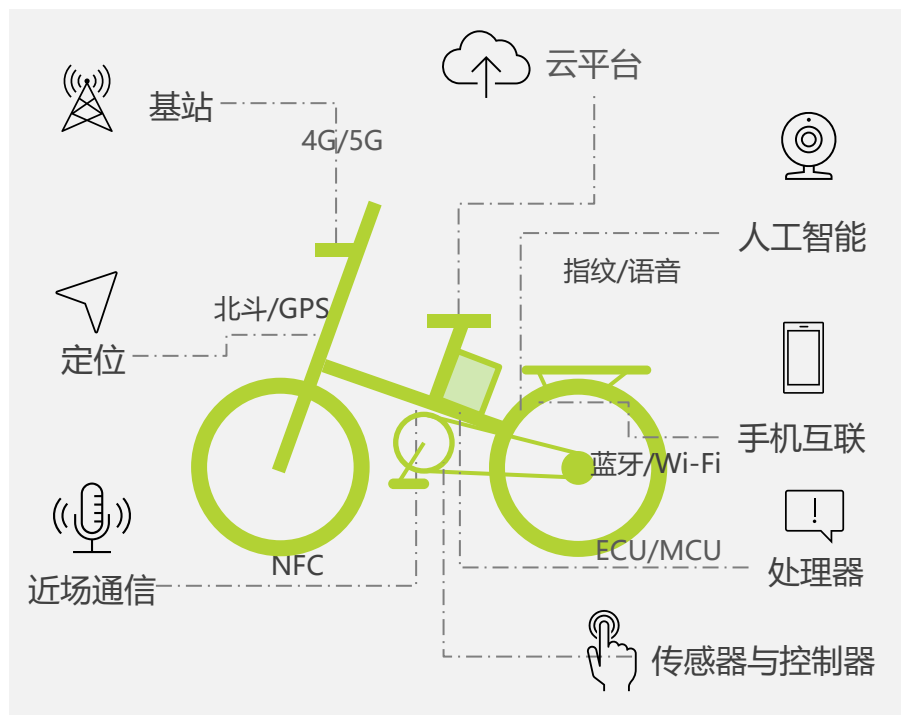 云平台
基站
4G/5G
人工智能
指纹/语音
北斗/GPS
定位
手机互联
蓝牙/Wi-Fi
ECU/MCU
NFC
处理器
近场通信
传感器与控制器